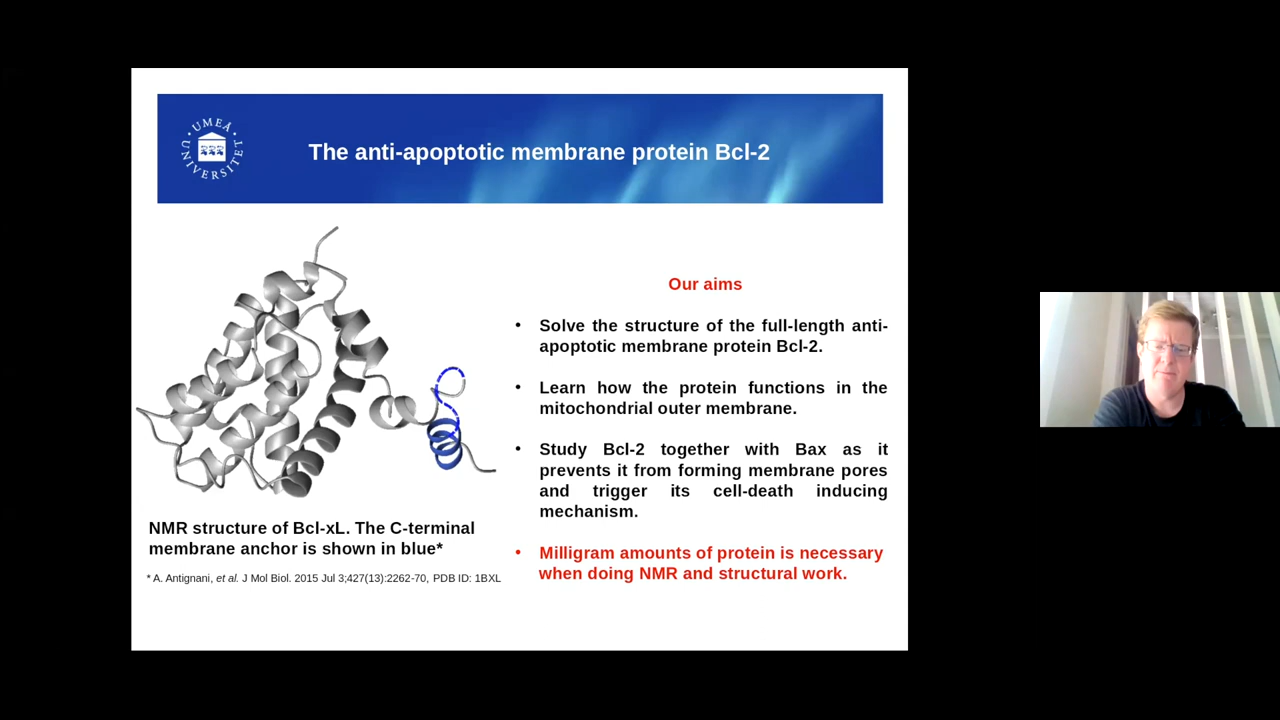 UMEÅ UNIVERSITET
The anti-apoptotic membrane protein Bcl-2
Our aims
• Solve the structure of the full-length anti-
apoptotic membrane protein Bcl-2.
• Learn how the protein functions in the
mitochondrial outer membrane.
• Study Bcl-2 together with Bax as it
prevents it from forming membrane pores
and trigger its cell-death inducing
mechanism.
• Milligram amounts of protein is necessary
when doing NMR and structural work.
NMR structure of Bcl-xL. The C-terminal
membrane anchor is shown in blue*
* A. Antignani, et al. J Mol Biol. 2015 Jul 3;427(13):2262-70, PDB ID: 1BXL